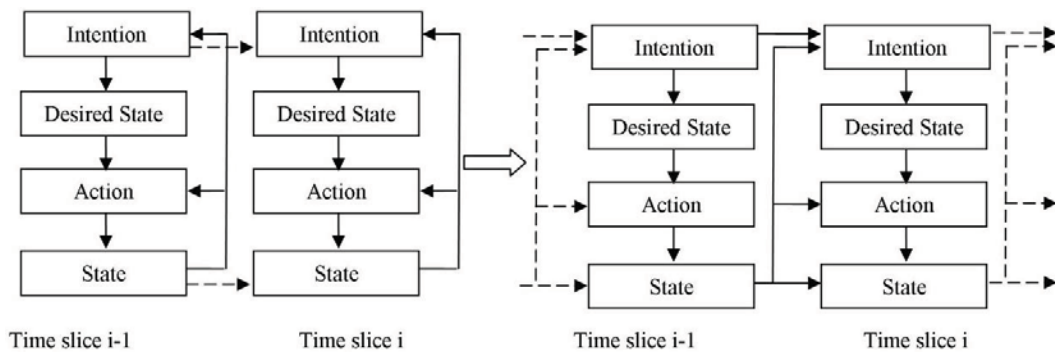 Intention
Intention
Intention
Intention
Desired State
Desired State
Desired State
Desired State
Action
Action
Action
Action
State
State
State
State
Time slice i-1
Time slice i
Time slice i-1
Time slice i